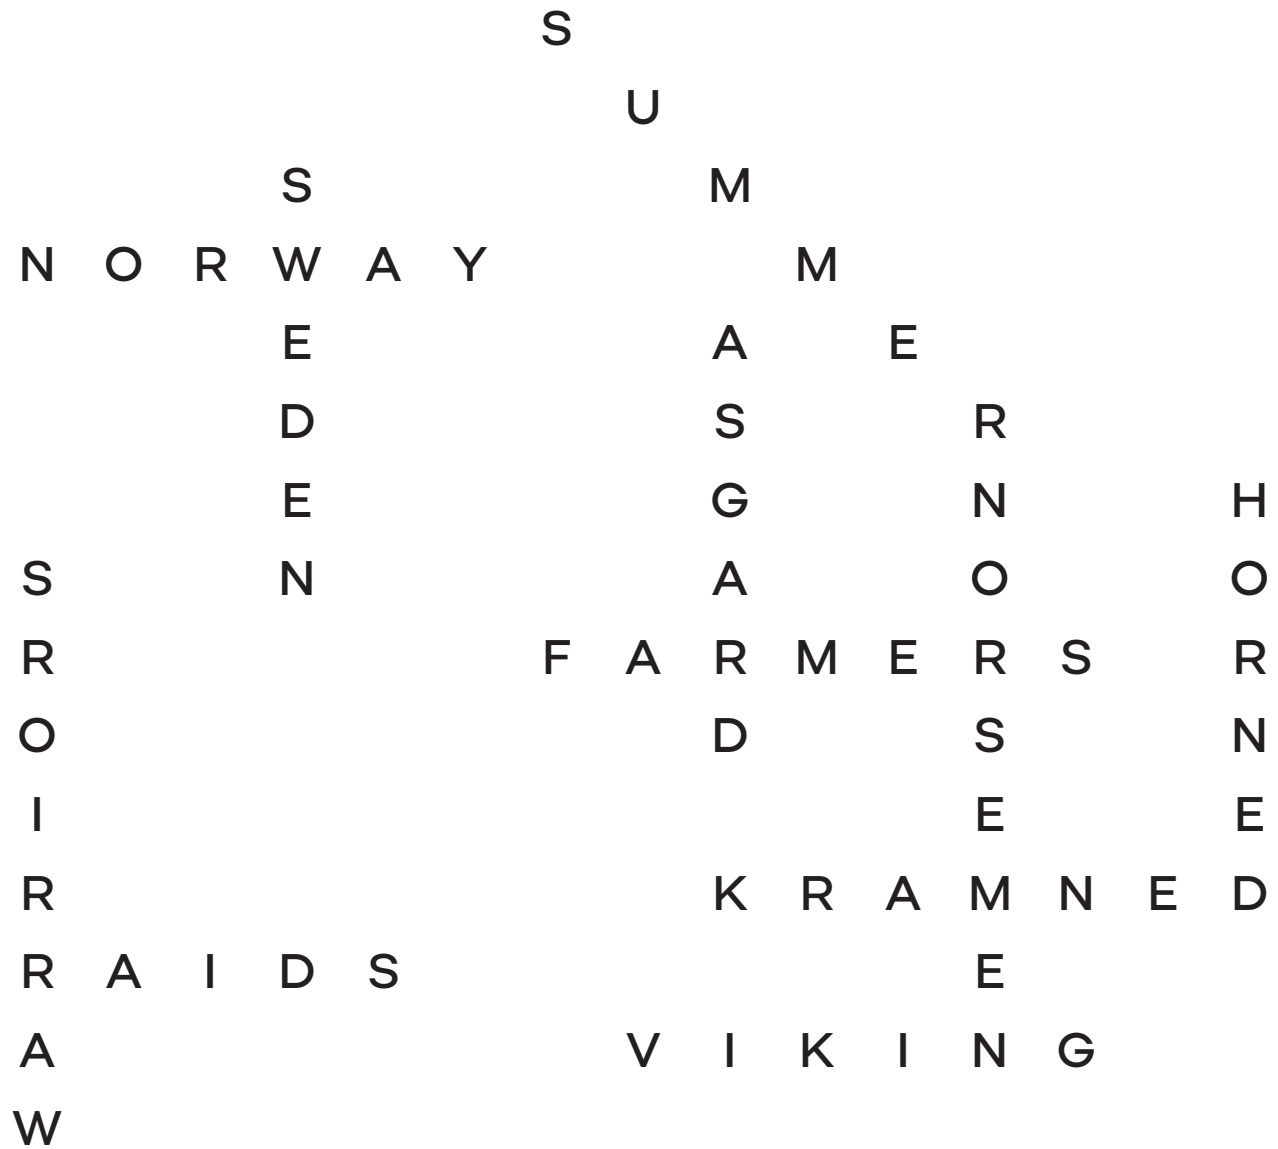 S
U
S M
N O R W A Y M
E A E
D S R
E G N H
S N A O O
R F A R M E R S R
O D S N
I E E
R K R A M N E D
R A I D S E
A V I K I N G
W